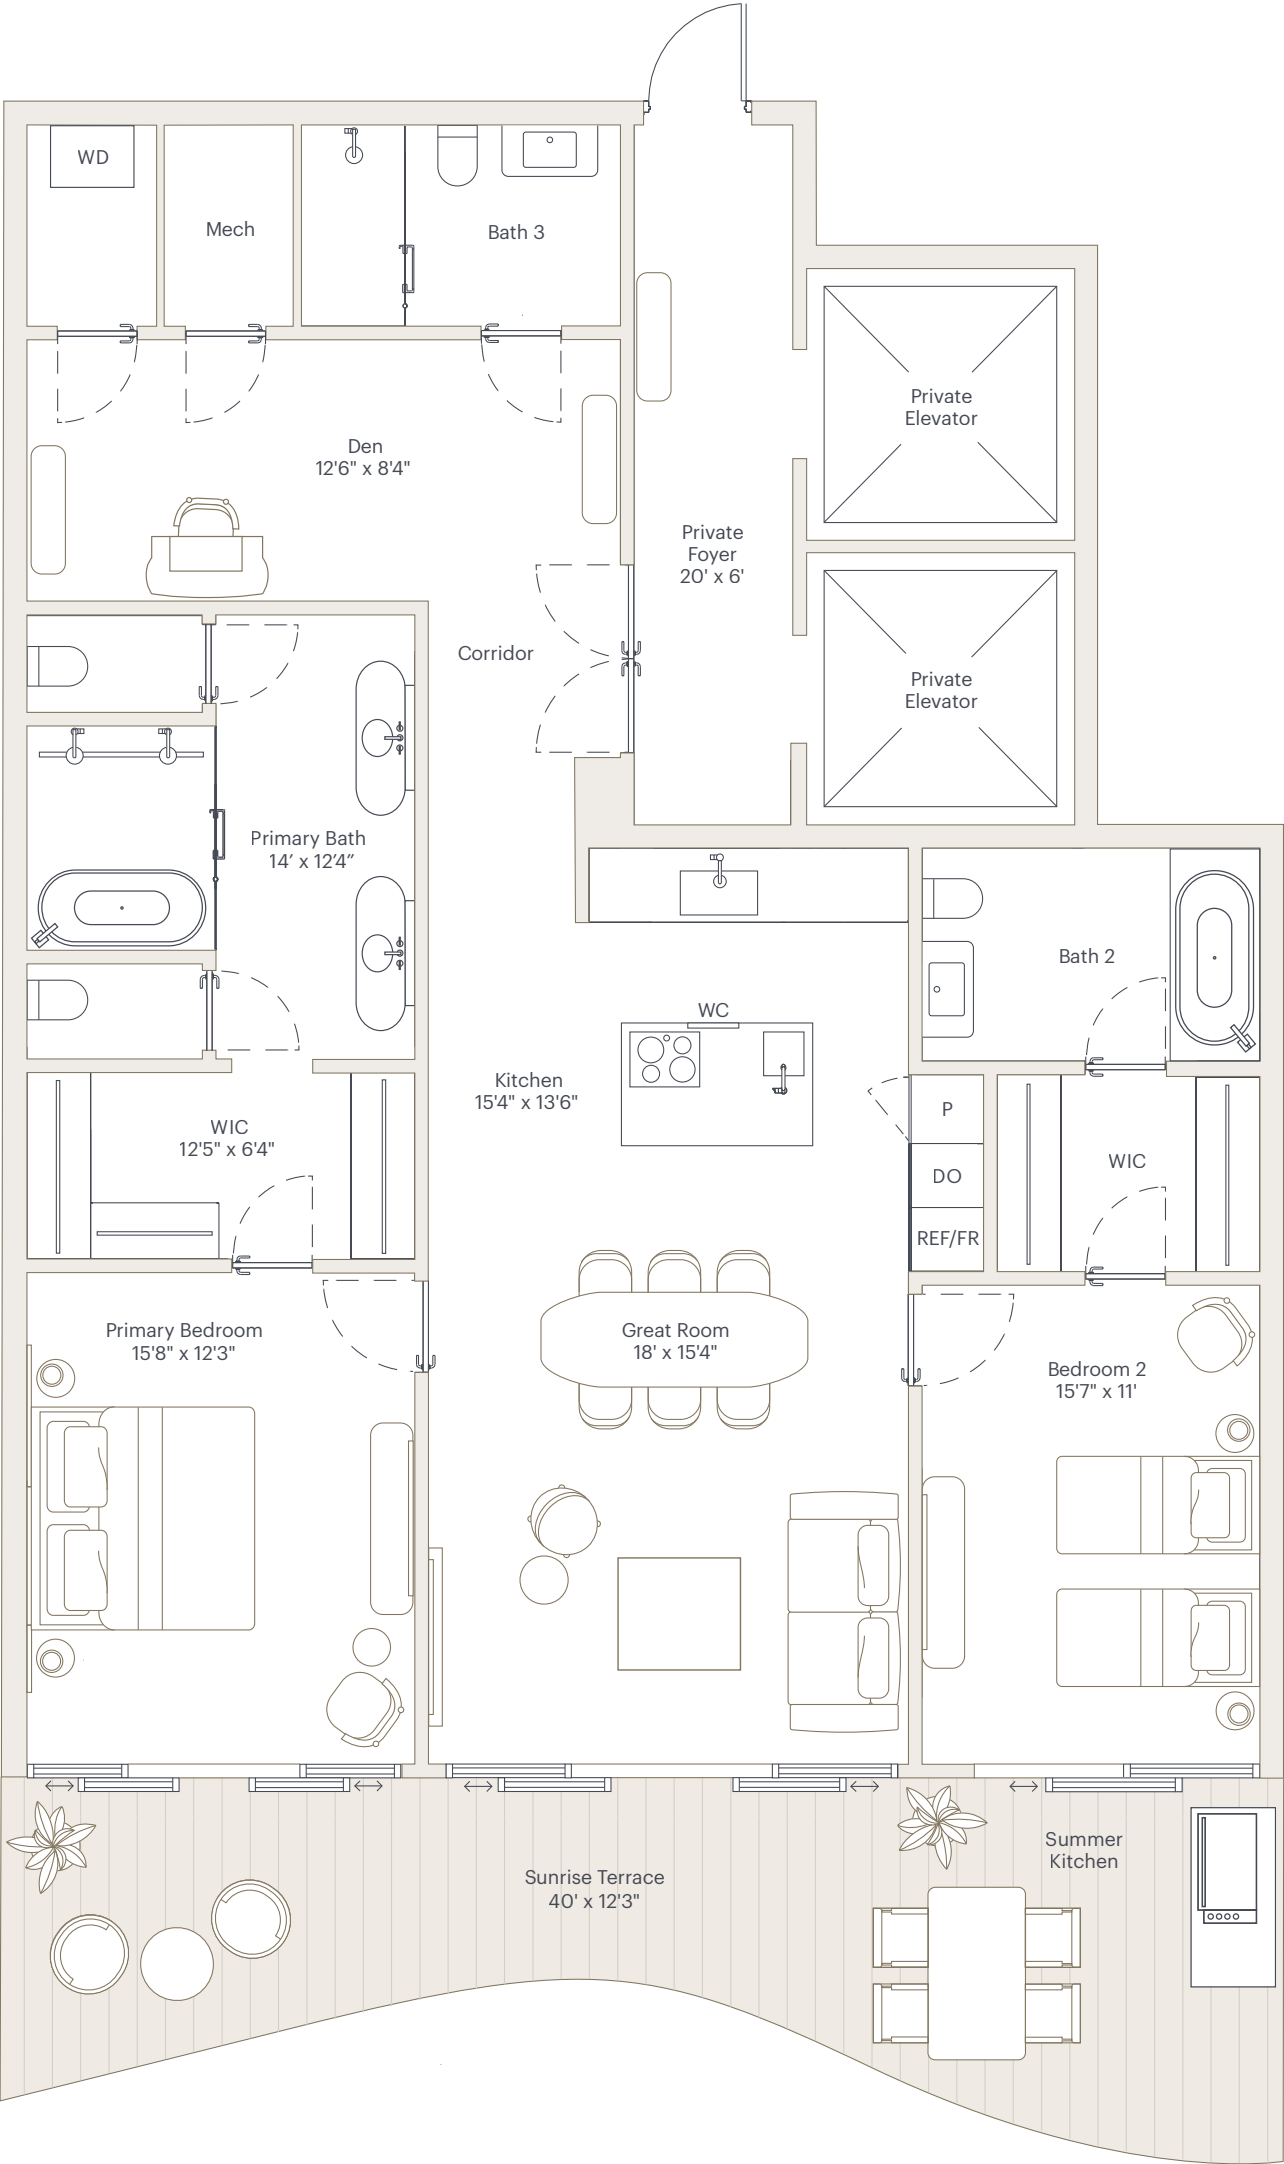 WD
Mech
Bath 3
Private
Elevator
Den
12'6" x 8'4"
Private
Foyer
20' x 6'
Corridor
Private
Elevator
Primary Bath
14’ x 12’4”
Bath 2
WC
Kitchen
15'4" x 13'6"
P
WIC
12'5" x 6'4"
WIC
DO
REF/FR
Primary Bedroom
15'8" x 12'3"
Great Room
18' x 15'4"
Bedroom 2
15'7" x 11'
Summer
Kitchen
Sunrise Terrace
40' x 12'3"